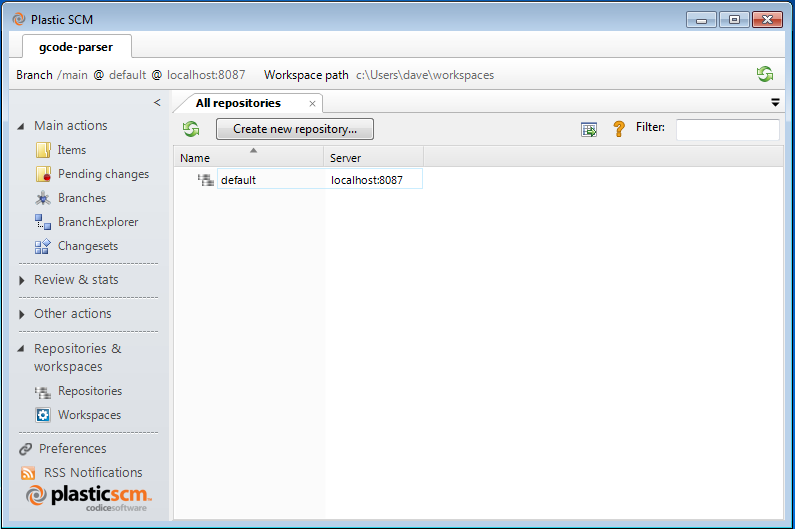 Plastic SCM
gcode-parser
Branch /main @ default @ localhost:8087 Workspace path c:\Users\dave\workspaces
<
Main actions
Items
Pending changes
Branches
BranchExplorer
Changesets
Review & stats
Other actions
Repositories &
workspaces
Repositories
Workspaces
Preferences
RSS Notifications
plasticscm™
codicesoftware
All repositories ×
Create new repository... ? Filter:
Name Server
default localhost:8087